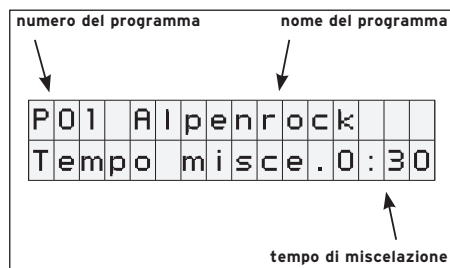 numero del programma nome del programma
P01 Alpenrock
Tempo misce.0:30
tempo di miscelazione